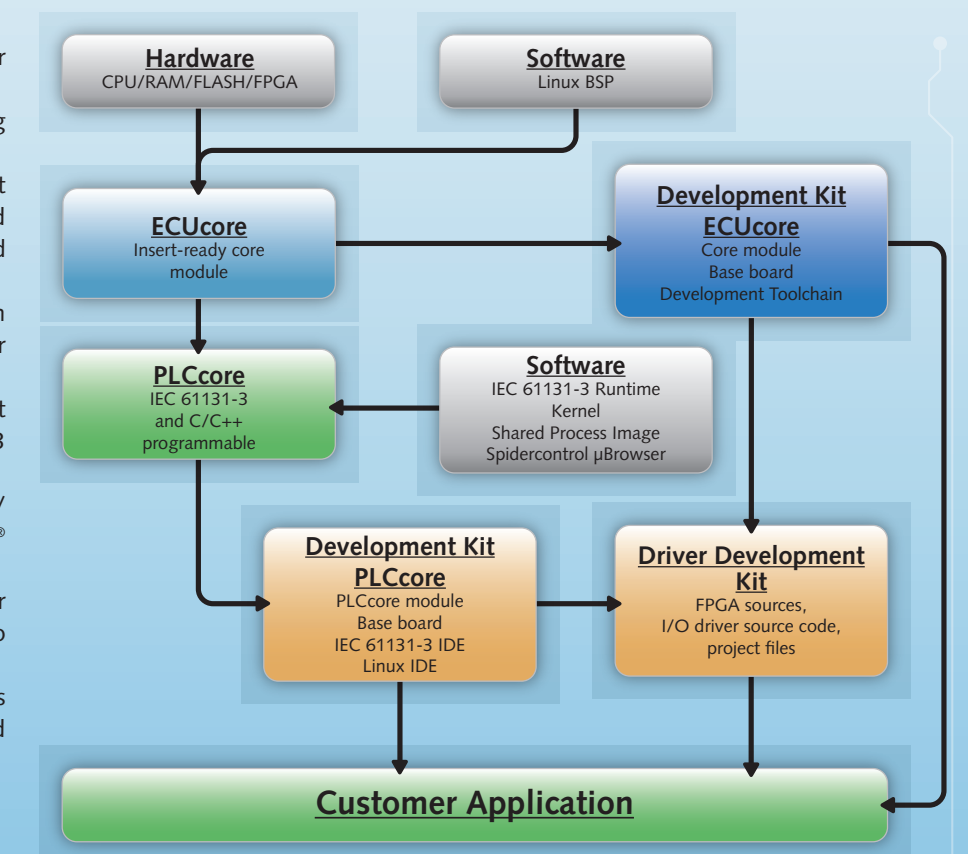 Hardware
CPU/RAM/FLASH/FPGA
Software
Linux BSP
ECUcore
Insert-ready core
module
Development Kit
ECUcore
Core module
Base board
Development Toolchain
PLCcore
IEC 61131-3
and C/C++
programmable
Software
IEC 61131-3 Runtime
Kernel
Shared Process Image
Spidercontrol µBrowser
Development Kit
PLCcore
PLCcore module
Base board
IEC 61131-3 IDE
Linux IDE
Driver Development
Kit
FPGA sources,
I/O driver source code,
project files
Customer Application